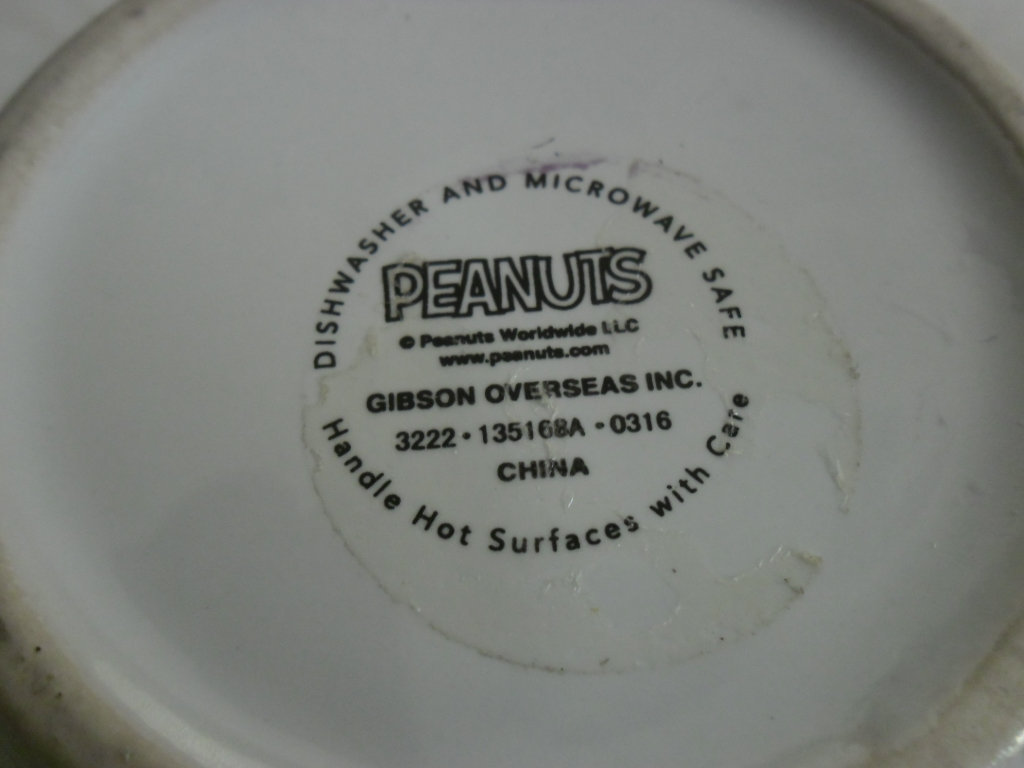 DISHWASHER AND MICROWAVE SAFE
PEANUTS
© Peanuts Worldwide LLC
www.peanuts.com
GIBSON OVERSEAS INC.
3222 • 135168A • 0316
CHINA
Handle Hot Surfaces with Care